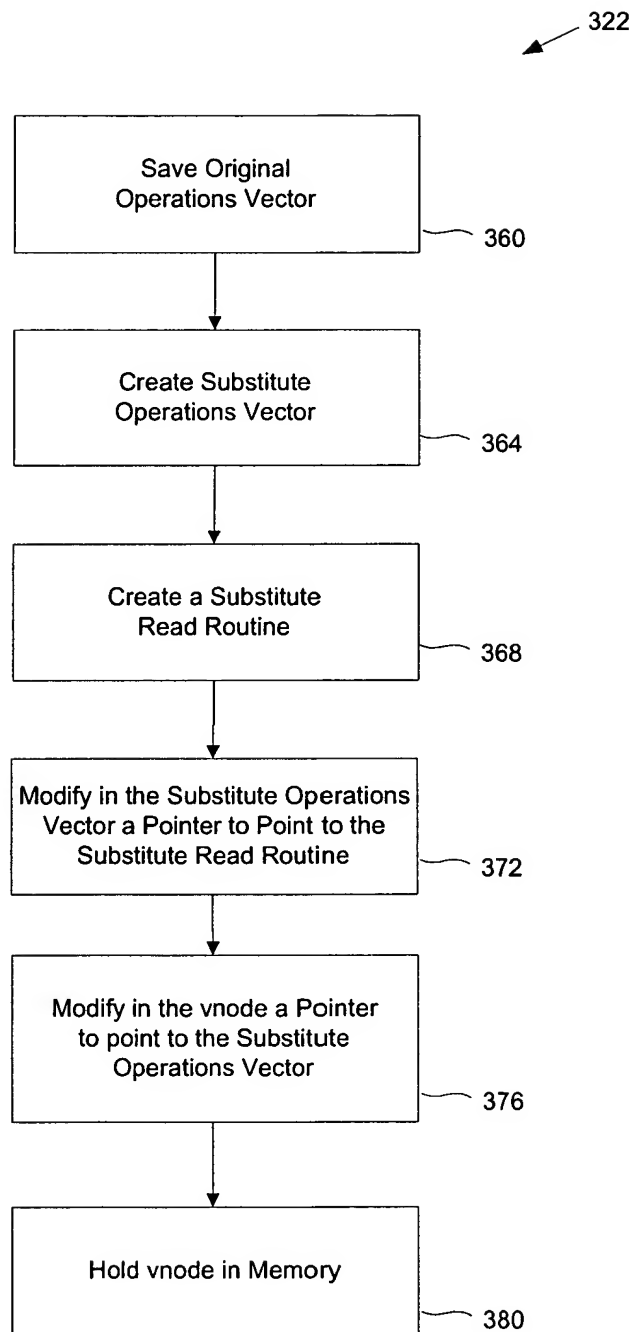 322
Save Original
Operations Vector
360
Create Substitute
Operations Vector
364
Create a Substitute
Read Routine
368
Modify in the Substitute Operations
Vector a Pointer to Point to the
Substitute Read Routine
372
Modify in the vnode a Pointer
to point to the Substitute
Operations Vector
376
Hold vnode in Memory
380